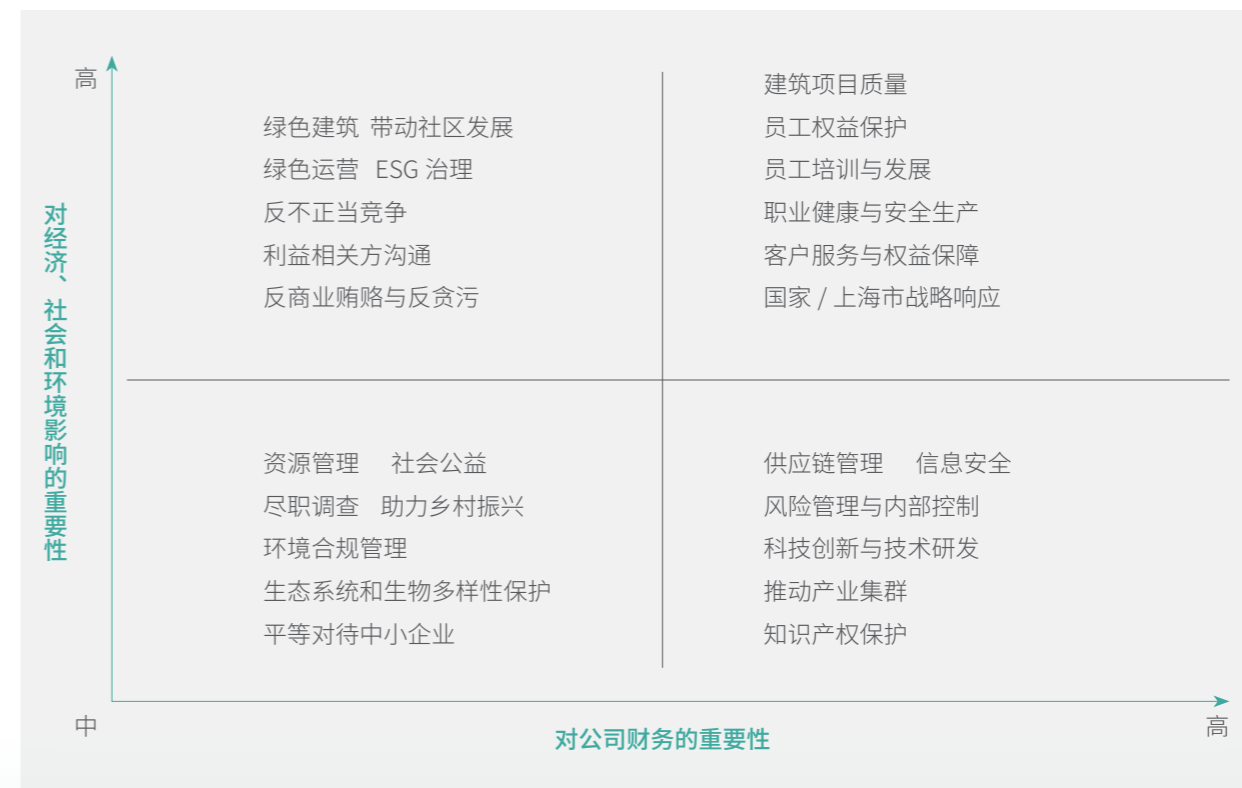 高
对经济、社会和环境影响的重要性
绿色建筑 带动社区发展
绿色运营 ESG 治理
反不正当竞争
利益相关方沟通
反商业贿赂与反贪污
建筑项目质量
员工权益保护
员工培训与发展
职业健康与安全生产
客户服务与权益保障
国家 / 上海市战略响应
资源管理 社会公益
尽职调查 助力乡村振兴
环境合规管理
生态系统和生物多样性保护
平等对待中小企业
供应链管理 信息安全
风险管理与内部控制
科技创新与技术研发
推动产业集群
知识产权保护
中
对公司财务的重要性
高